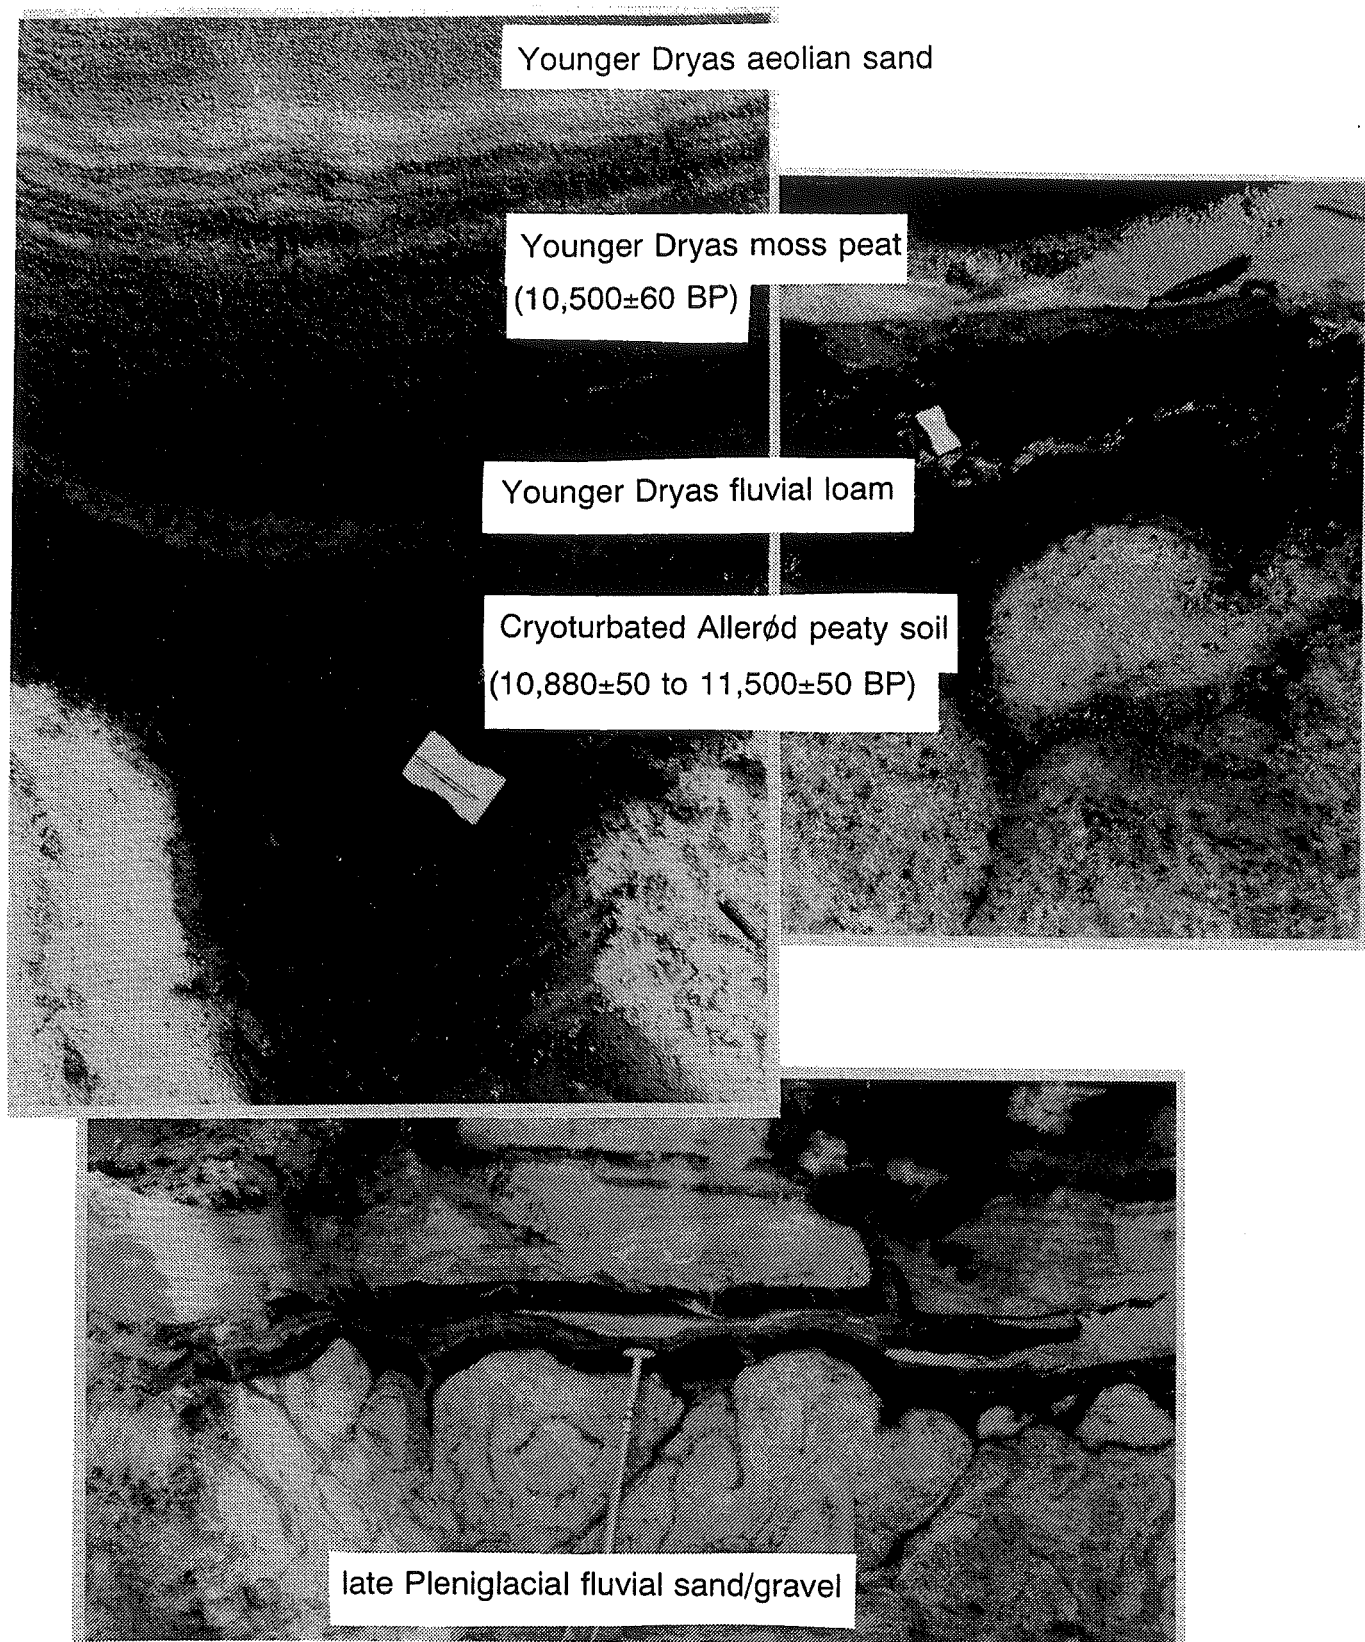 Younger Dryas aeolian sand
Younger Dryas moss peat
(10,500±60 BP)
Younger Dryas fluvial loam
Cryoturbated Allerød peaty soil
(10,880±50 to 11,500±50 BP)
late Pleniglacial fluvial sand/gravel